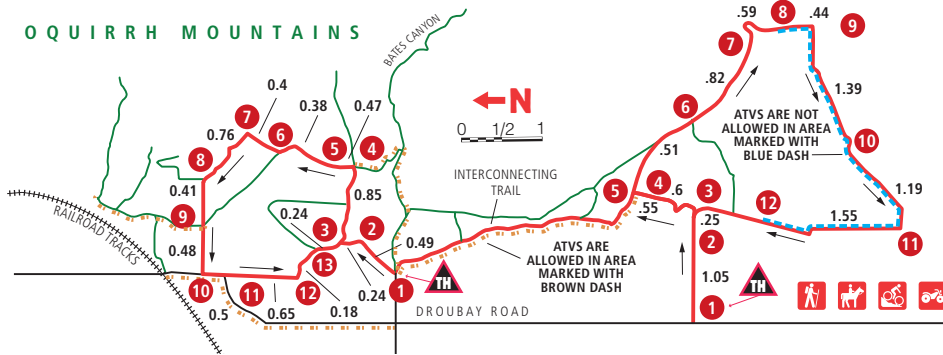 OQUIRRH MOUNTAINS
BATES CANYON
N
0 1/2 1
INTERCONNECTING
TRAIL
ATVS ARE
ALLOWED IN AREA
MARKED WITH
BROWN DASH
ATVS ARE NOT
ALLOWED IN AREA
MARKED WITH
BLUE DASH
RAILROAD TRACKS
DROUBAY ROAD
TH
1
0.49
2
0.24
3
0.85
4
0.47
5
0.38
6
0.4
7
0.76
8
0.41
9
0.48
10
0.5
11
0.65
12
0.18
13
0.24
TH
1
1.05
2
.25
3
.6
4
.55
5
.51
6
.82
7
.59
8
.44
9
1.39
10
1.19
11
1.55
12